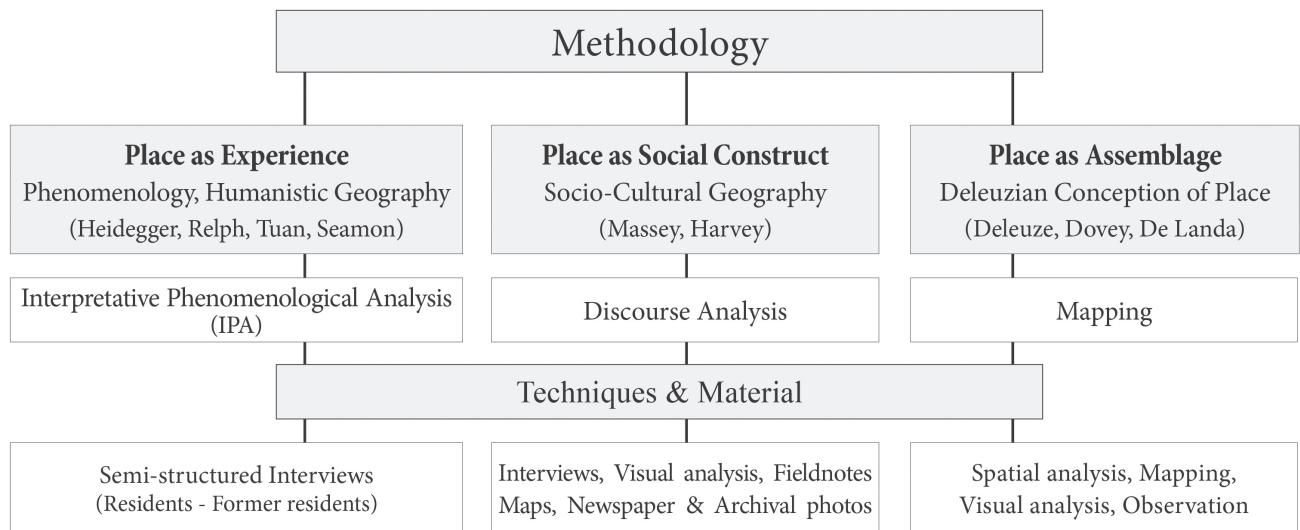 Methodology
Place as Experience
Phenomenology, Humanistic Geography
(Heidegger, Relph, Tuan, Seamon)
Place as Social Construct
Socio-Cultural Geography
(Massey, Harvey)
Place as Assemblage
Deleuzian Conception of Place
(Deleuze, Dovey, De Landa)
Interpretative Phenomenological Analysis
(IPA)
Discourse Analysis
Mapping
Techniques & Material
Semi-structured Interviews
(Residents - Former residents)
Interviews, Visual analysis, Fieldnotes
Maps, Newspaper & Archival photos
Spatial analysis, Mapping,
Visual analysis, Observation